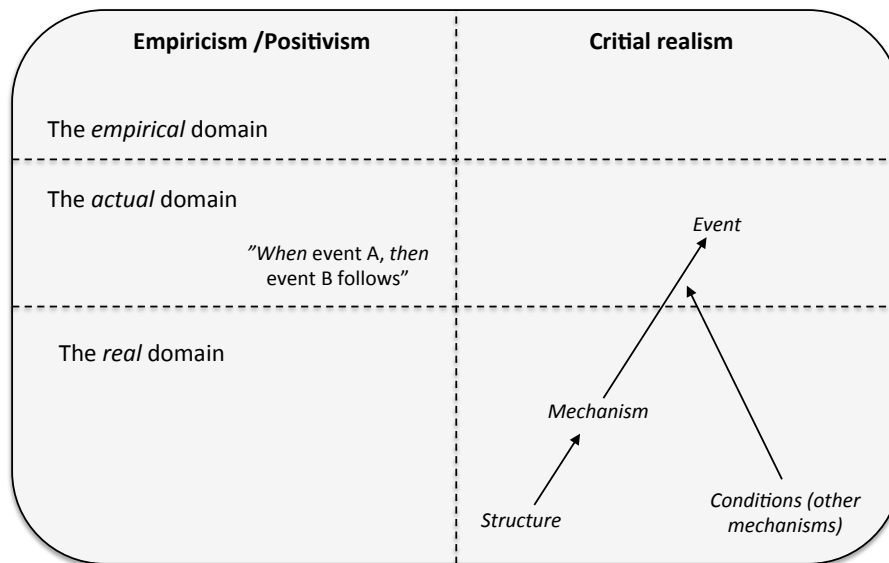 Empiricism /Positivism
Critial realism
The empirical domain
The actual domain
Event
”When event A, then
event B follows”
The real domain
Mechanism
Structure
Conditions (other
mechanisms)